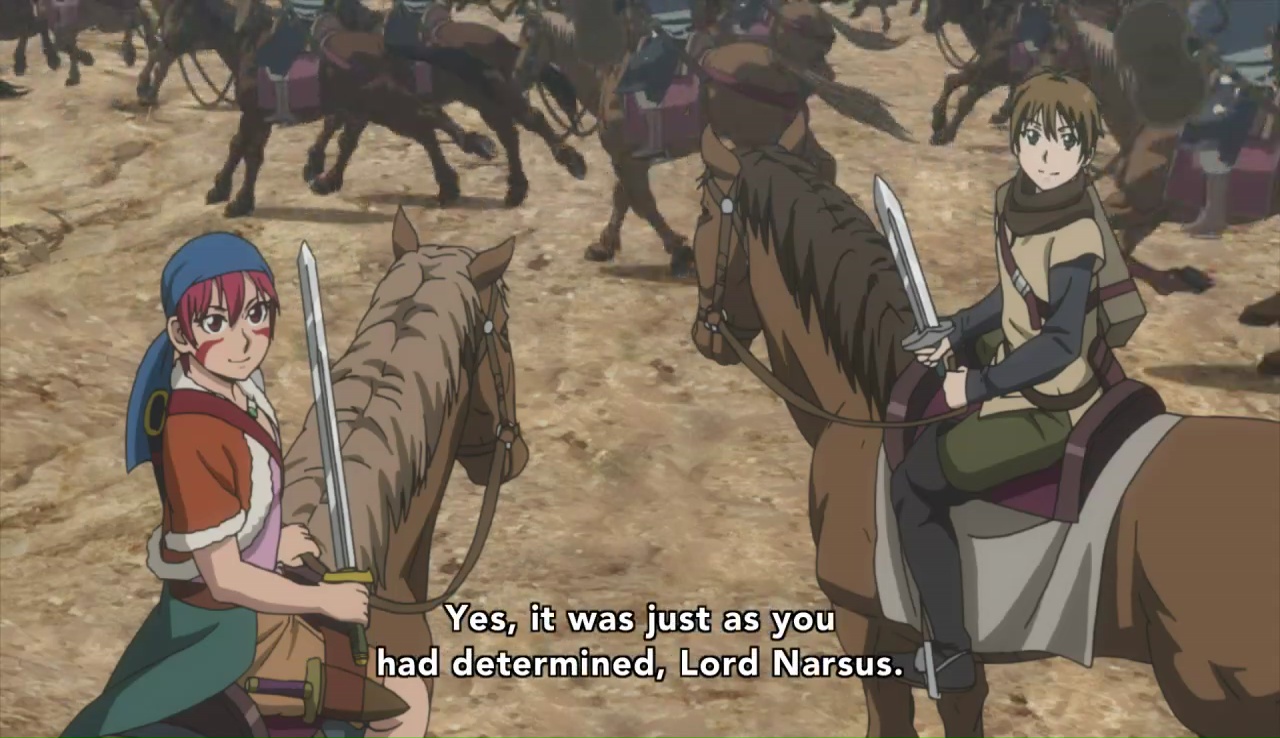 Yes, it was just as you
had determined, Lord Narsus.